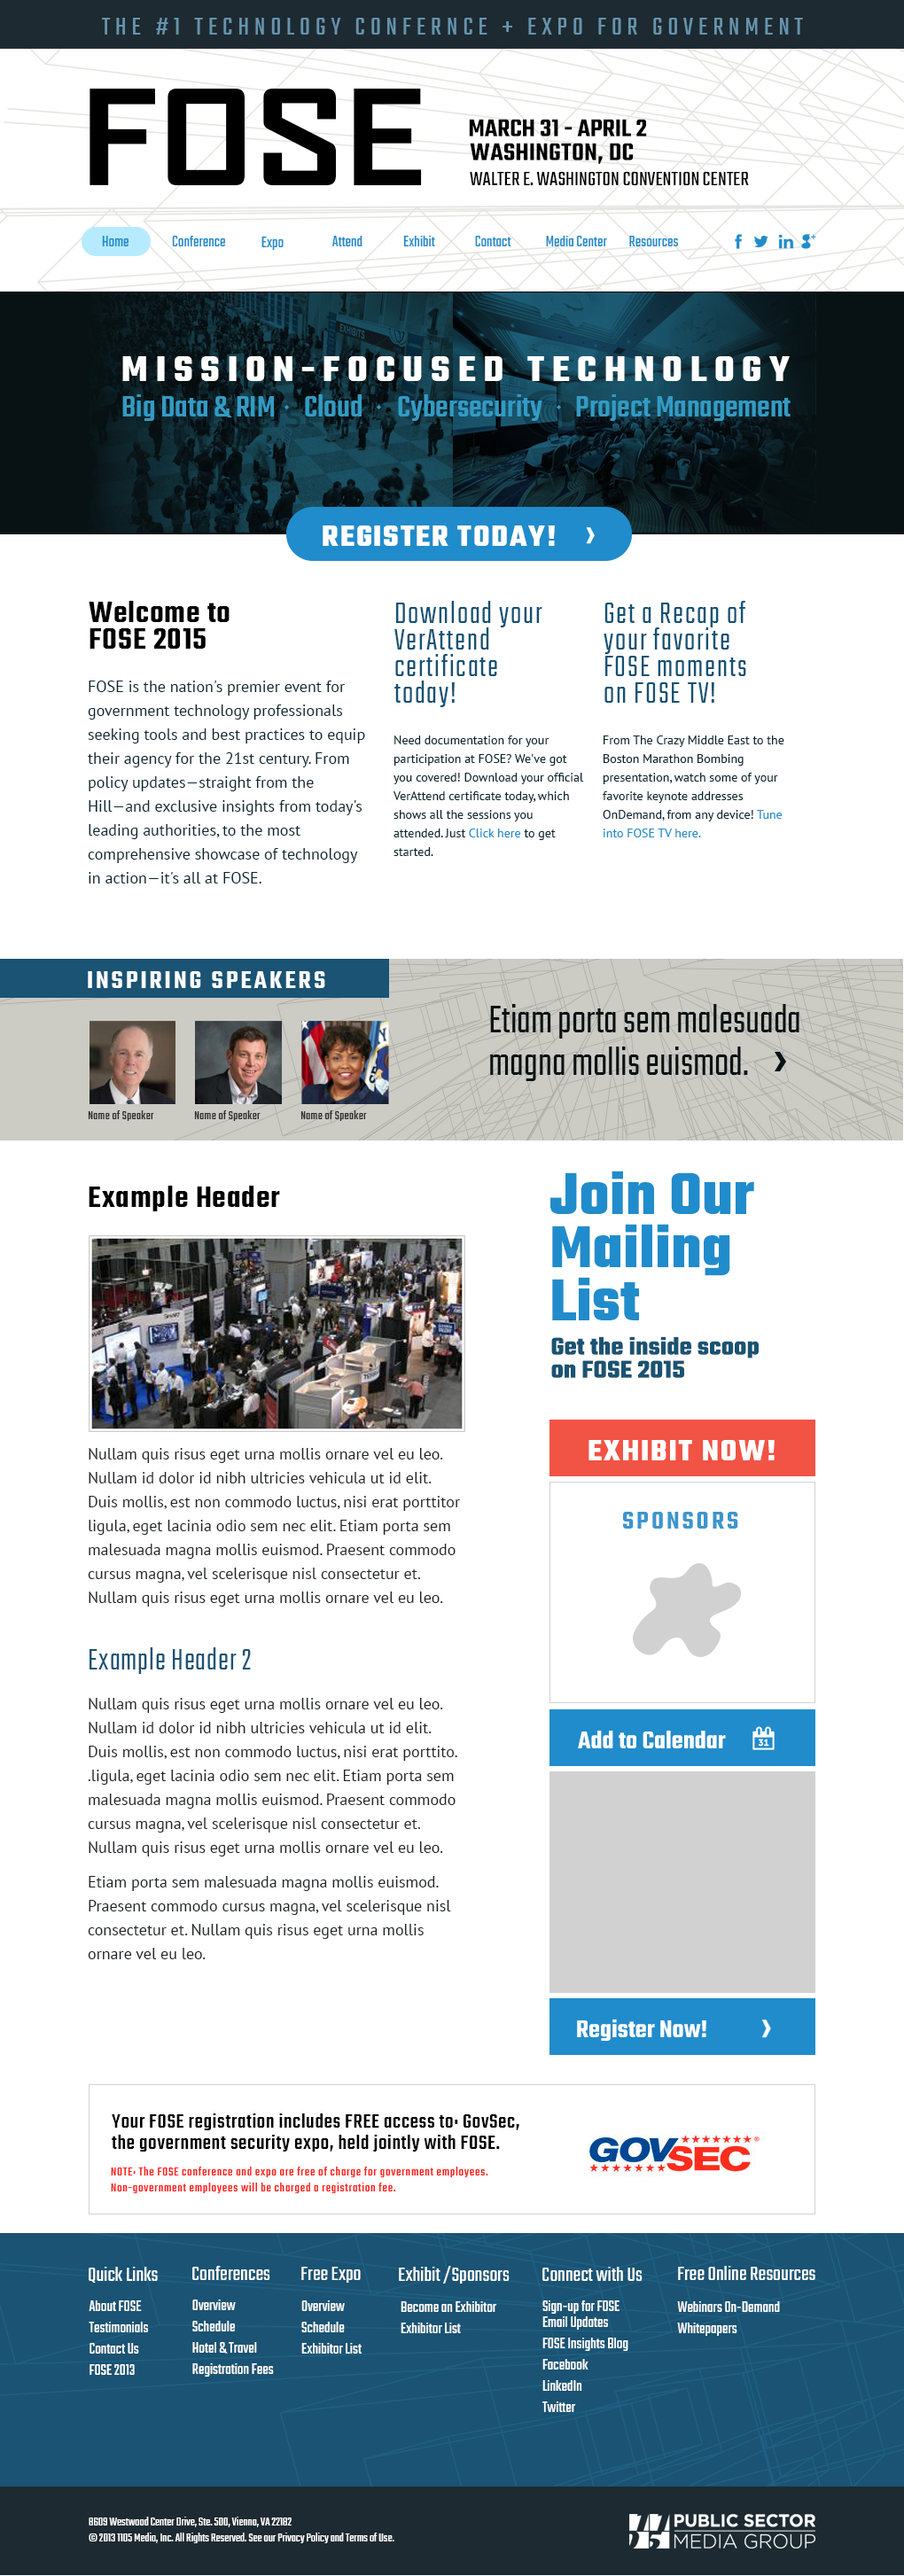 THE #1 TECHNOLOGY CONFERNCE + EXPO FOR GOVERNMENT
FOSE
MARCH 31 - APRIL 2
WASHINGTON, DC
WALTER E. WASHINGTON CONVENTION CENTER
Home Conference Expo Attend Exhibit Contact Media Center Resources
EXHIBITS
MISSION-FOCUSED TECHNOLOGY
Big Data & RIM · Cloud · Cybersecurity · Project Management
REGISTER TODAY!
Welcome to
FOSE 2015
FOSE is the nation's premier event for
government technology professionals
seeking tools and best practices to equip
their agency for the 21st century. From
policy updates—straight from the
Hill—and exclusive insights from today's
leading authorities, to the most
comprehensive showcase of technology
in action—it's all at FOSE.
Download your
VerAttend
certificate
today!
Need documentation for your
participation at FOSE? We've got
you covered! Download your official
VerAttend certificate today, which
shows all the sessions you
attended. Just Click here to get
started.
Get a Recap of
your favorite
FOSE moments
on FOSE TV!
From The Crazy Middle East to the
Boston Marathon Bombing
presentation, watch some of your
favorite keynote addresses
OnDemand, from any device! Tune
into FOSE TV here.
INSPIRING SPEAKERS
Name of Speaker
Name of Speaker
Name of Speaker
Etiam porta sem malesuada
magna mollis euismod.
Example Header
Nullam quis risus eget urna mollis ornare vel eu leo.
Nullam id dolor id nibh ultricies vehicula ut id elit.
Duis mollis, est non commodo luctus, nisi erat porttitor
ligula, eget lacinia odio sem nec elit. Etiam porta sem
malesuada magna mollis euismod. Praesent commodo
cursus magna, vel scelerisque nisl consectetur et.
Nullam quis risus eget urna mollis ornare vel eu leo.
Example Header 2
Nullam quis risus eget urna mollis ornare vel eu leo.
Nullam id dolor id nibh ultricies vehicula ut id elit.
Duis mollis, est non commodo luctus, nisi erat porttito.
.ligula, eget lacinia odio sem nec elit. Etiam porta sem
malesuada magna mollis euismod. Praesent commodo
cursus magna, vel scelerisque nisl consectetur et.
Nullam quis risus eget urna mollis ornare vel eu leo.
Etiam porta sem malesuada magna mollis euismod.
Praesent commodo cursus magna, vel scelerisque nisl
consectetur et. Nullam quis risus eget urna mollis
ornare vel eu leo.
Join Our
Mailing
List
Get the inside scoop
on FOSE 2015
EXHIBIT NOW!
SPONSORS
Add to Calendar
31
Register Now!
Your FOSE registration includes FREE access to: GovSec,
the government security expo, held jointly with FOSE.
NOTE: The FOSE conference and expo are free of charge for government employees.
Non-government employees will be charged a registration fee.
GOVSEC®
Quick Links
About FOSE
Testimonials
Contact Us
FOSE 2013
Conferences
Overview
Schedule
Hotel & Travel
Registration Fees
Free Expo
Overview
Schedule
Exhibitor List
Exhibit / Sponsors
Become an Exhibitor
Exhibitor List
Connect with Us
Sign-up for FOSE
Email Updates
FOSE Insights Blog
Facebook
LinkedIn
Twitter
Free Online Resources
Webinars On-Demand
Whitepapers
8609 Westwood Center Drive, Ste. 500, Vienna, VA 22182
© 2013 1105 Media, Inc. All Rights Reserved. See our Privacy Policy and Terms of Use.
PUBLIC SECTOR
MEDIA GROUP